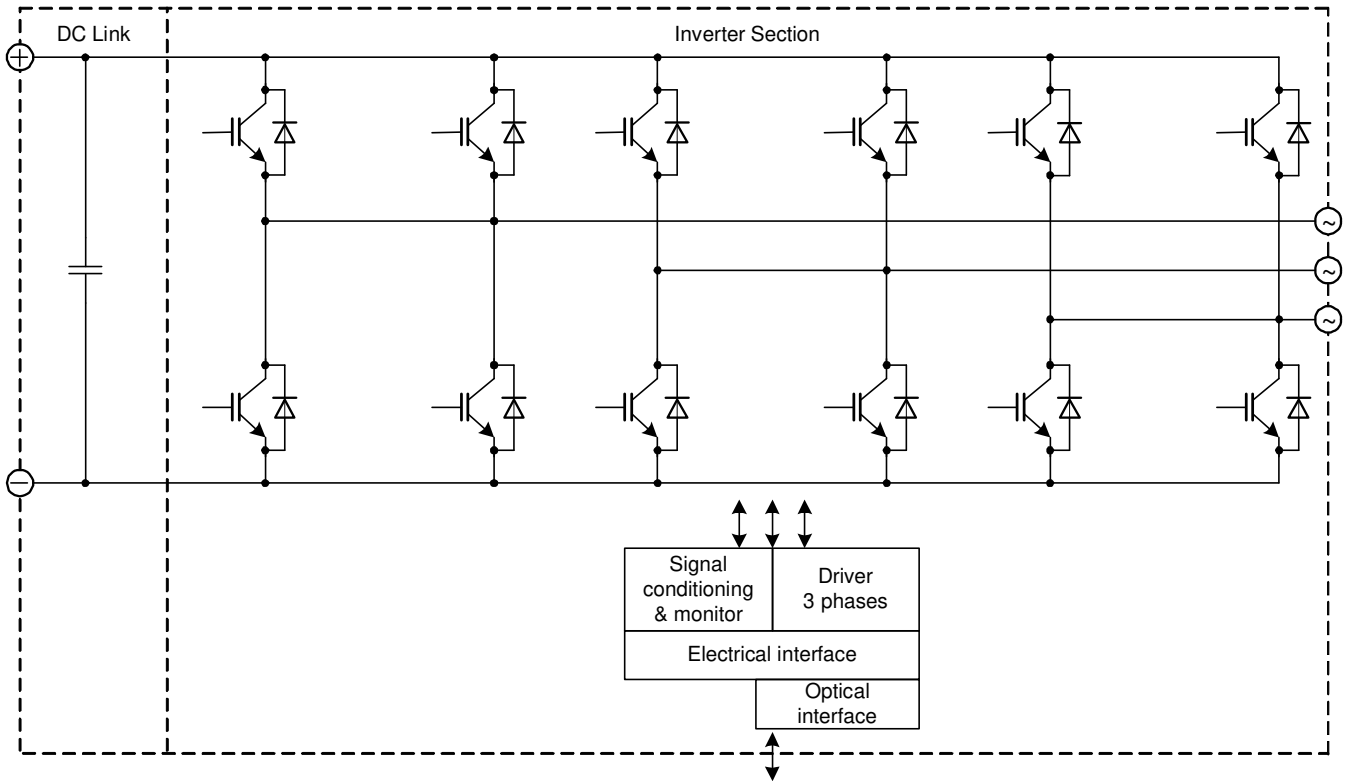 DC Link
Inverter Section
+
~
~
~
−
Signal
conditioning
& monitor
Driver
3 phases
Electrical interface
Optical
interface